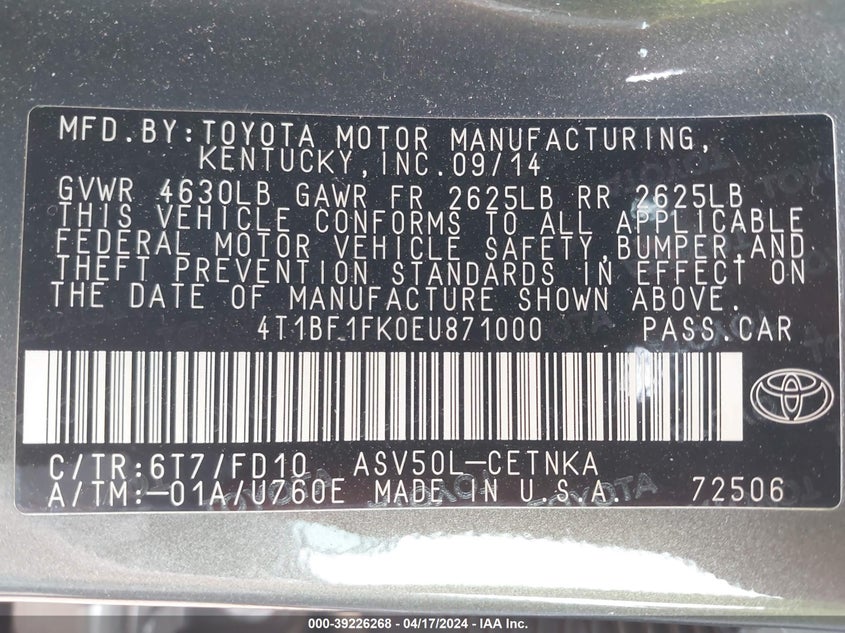 MFD.BY:TOYOTA MOTOR MANUFACTURING,
KENTUCKY,INC.09/14
GVWR 4630LB GAWR FR 2625LB RR 2625LB
THIS VEHICLE CONFORMS TO ALL APPLICABLE
FEDERAL MOTOR VEHICLE SAFETY,BUMPER,AND
THEFT PREVENTION STANDARDS IN EFFECT ON
THE DATE OF MANUFACTURE SHOWN ABOVE.
4T1BF1FK0EU871000 PASS.CAR
C/TR:6T7/FD10 ASV50L-CETNKA
A/TM:-01A/U760E MADE IN U.S.A. 72506
000-39226268 - 04/17/2024 - IAA Inc.